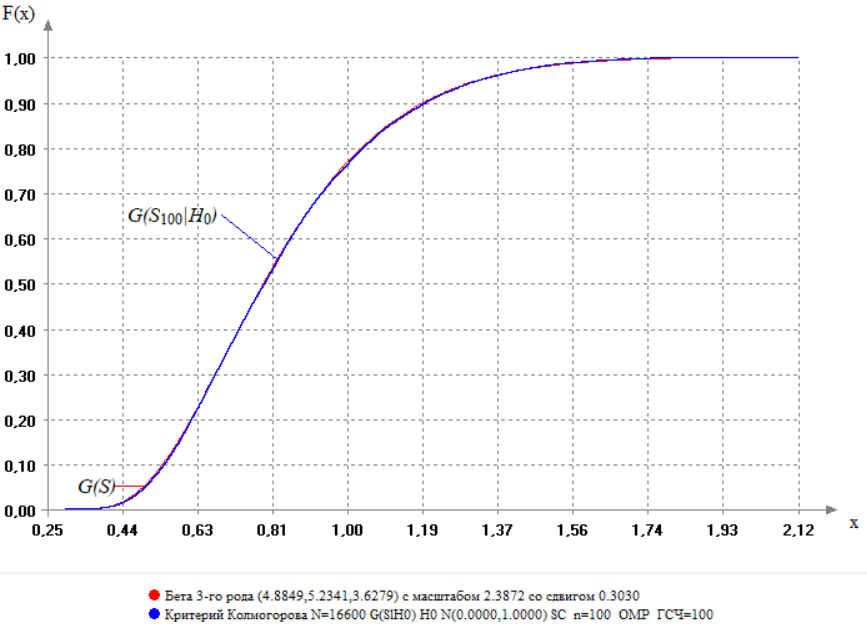 F(x)
1,00
0,90
0,80
0,70
G(S100|H0)
0,60
0,50
0,40
0,30
0,20
0,10
G(S)
0,00
0,25 0,44 0,63 0,81 1,00 1,19 1,37 1,56 1,74 1,93 2,12
x
Бета 3-го рода (4.8849,5.2341,3.6279) с масштабом 2.3872 со сдвигом 0.3030
Критерий Колмогорова N=16600 G(S|H0) H0 N(0.0000,1.0000) SC n=100 ОМР ГСЧ=100